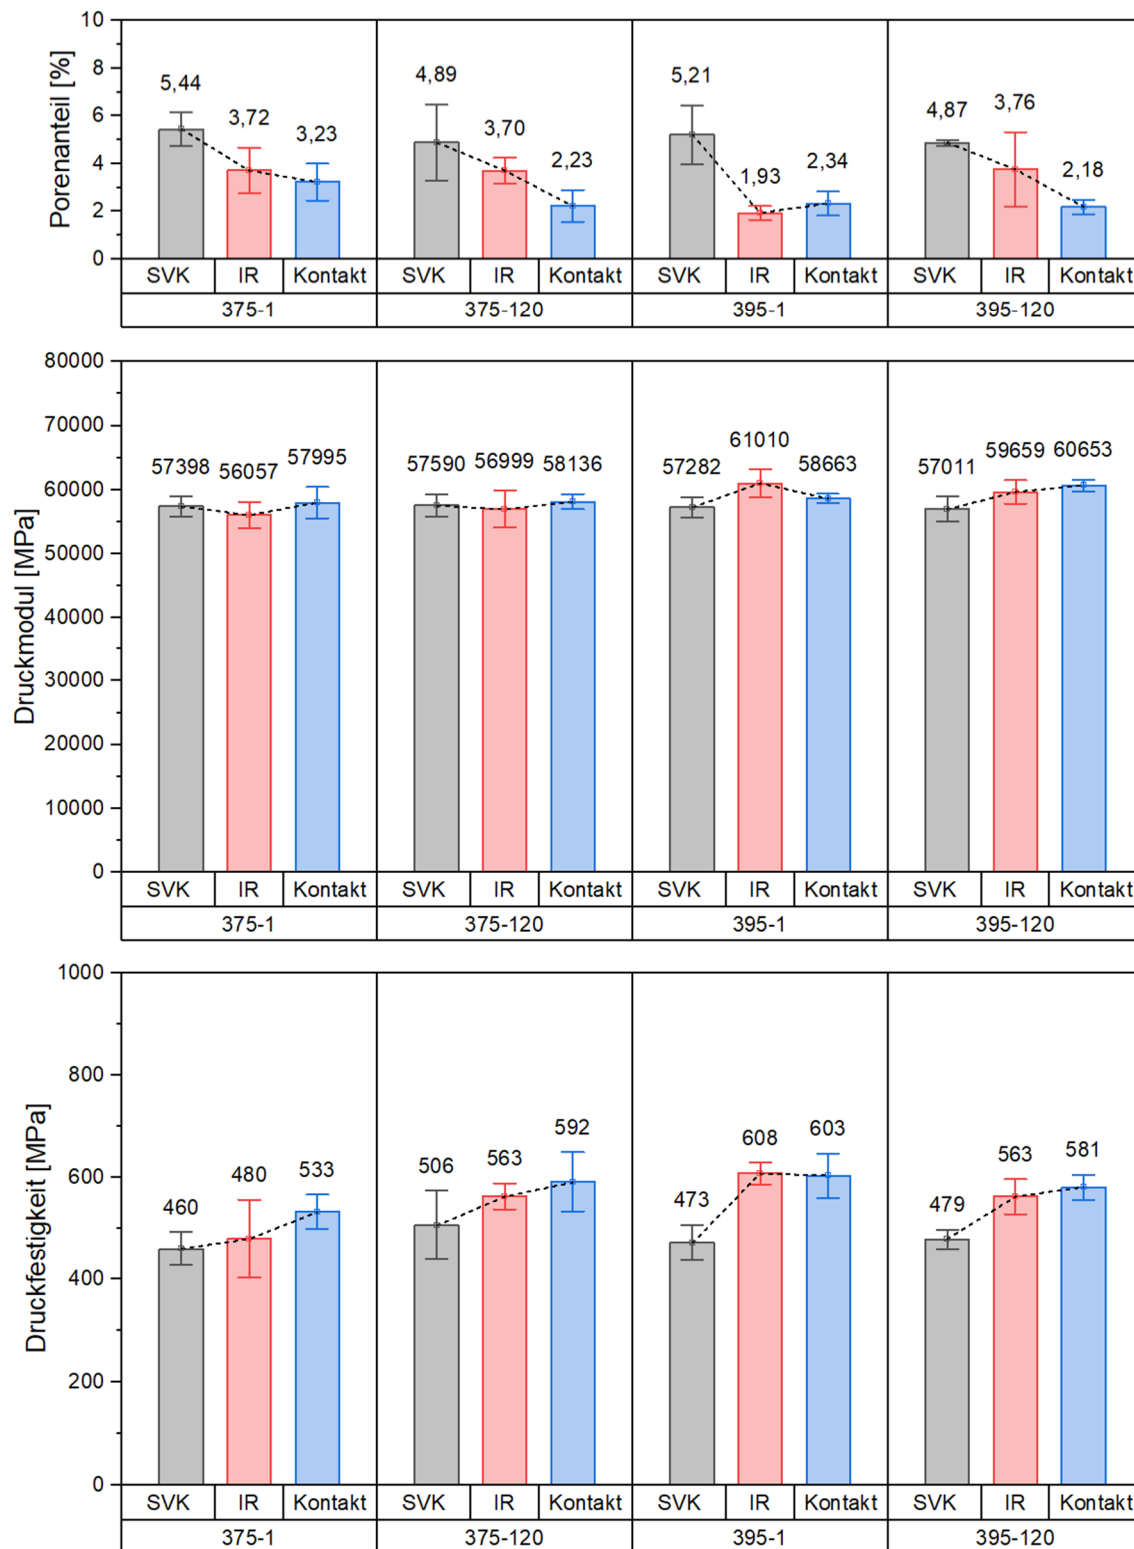 Porenanteil [%]
10
8
6
4
2
0
5,44 3,72 3,23 4,89 3,70 2,23 5,21 1,93 2,34 4,87 3,76 2,18
SVK IR Kontakt SVK IR Kontakt SVK IR Kontakt SVK IR Kontakt
375-1 375-120 395-1 395-120
Druckmodul [MPa]
80000
70000
60000
50000
40000
30000
20000
10000
0
57398 56057 57995 57590 56999 58136 57282 61010 58663 57011 59659 60653
SVK IR Kontakt SVK IR Kontakt SVK IR Kontakt SVK IR Kontakt
375-1 375-120 395-1 395-120
Druckfestigkeit [MPa]
1000
800
600
400
200
0
460 480 533 506 563 592 473 608 603 479 563 581
SVK IR Kontakt SVK IR Kontakt SVK IR Kontakt SVK IR Kontakt
375-1 375-120 395-1 395-120